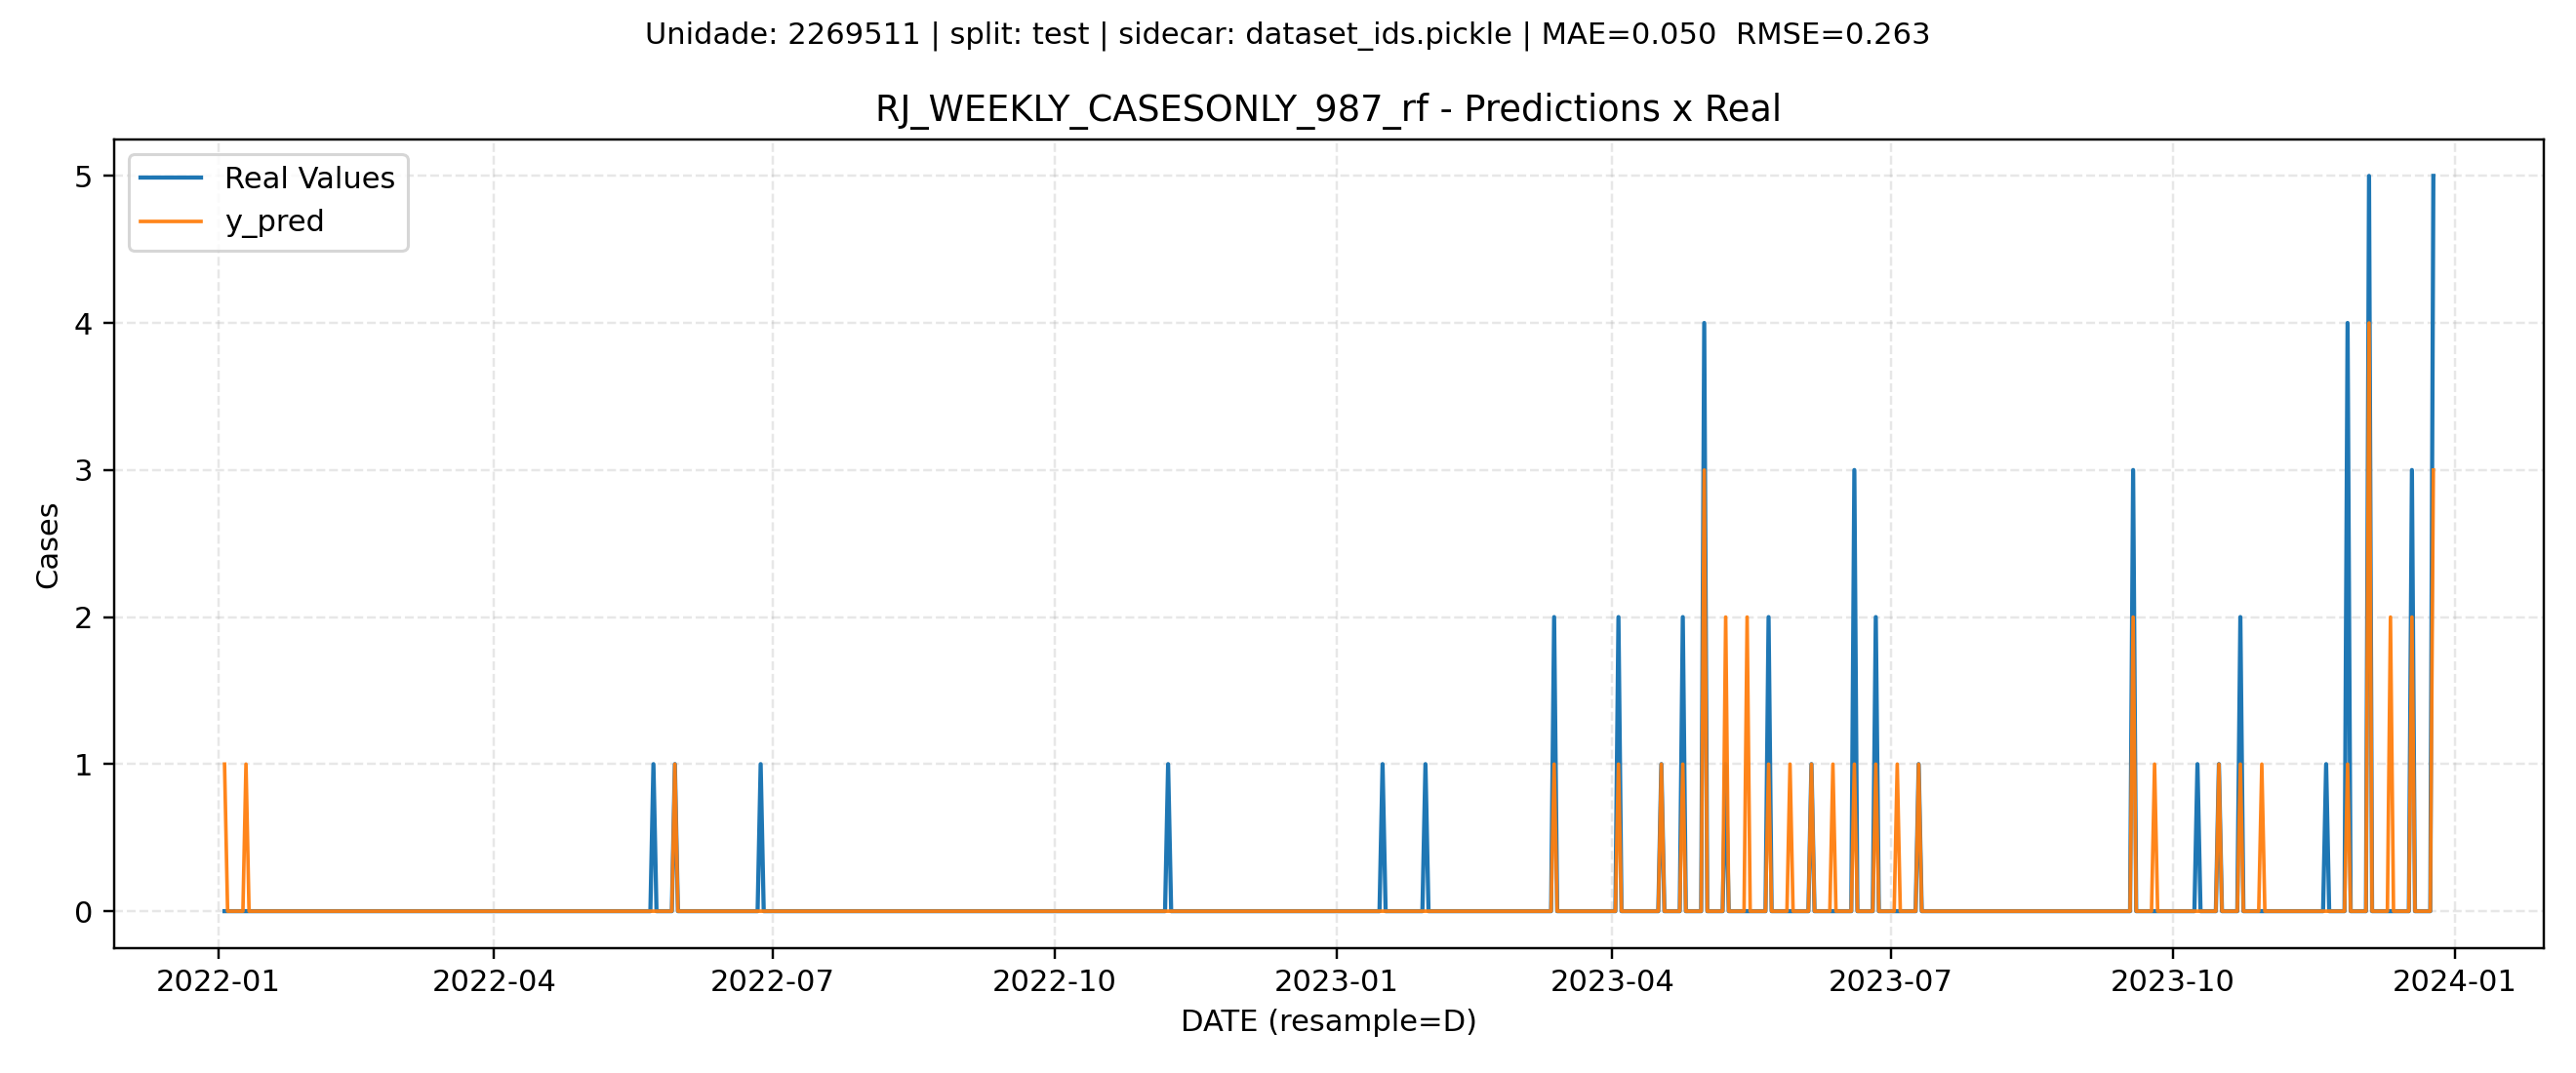 Unidade: 2269511 | split: test | sidecar: dataset_ids.pickle | MAE=0.050  RMSE=0.263
RJ_WEEKLY_CASESONLY_987_rf - Predictions x Real
Real Values
y_pred
5
4
3
2
1
0
Cases
2022-01 2022-04 2022-07 2022-10 2023-01 2023-04 2023-07 2023-10 2024-01
DATE (resample=D)